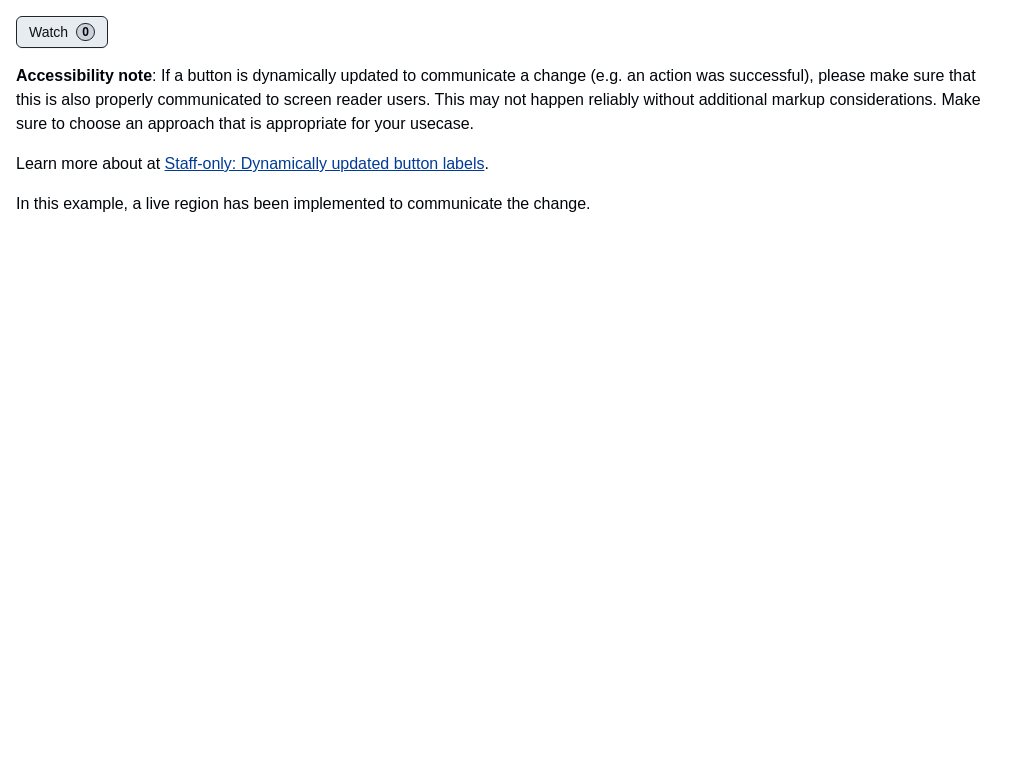 Watch 0
Accessibility note: If a button is dynamically updated to communicate a change (e.g. an action was successful), please make sure that
this is also properly communicated to screen reader users. This may not happen reliably without additional markup considerations. Make
sure to choose an approach that is appropriate for your usecase.
Learn more about at Staff-only: Dynamically updated button labels.
In this example, a live region has been implemented to communicate the change.